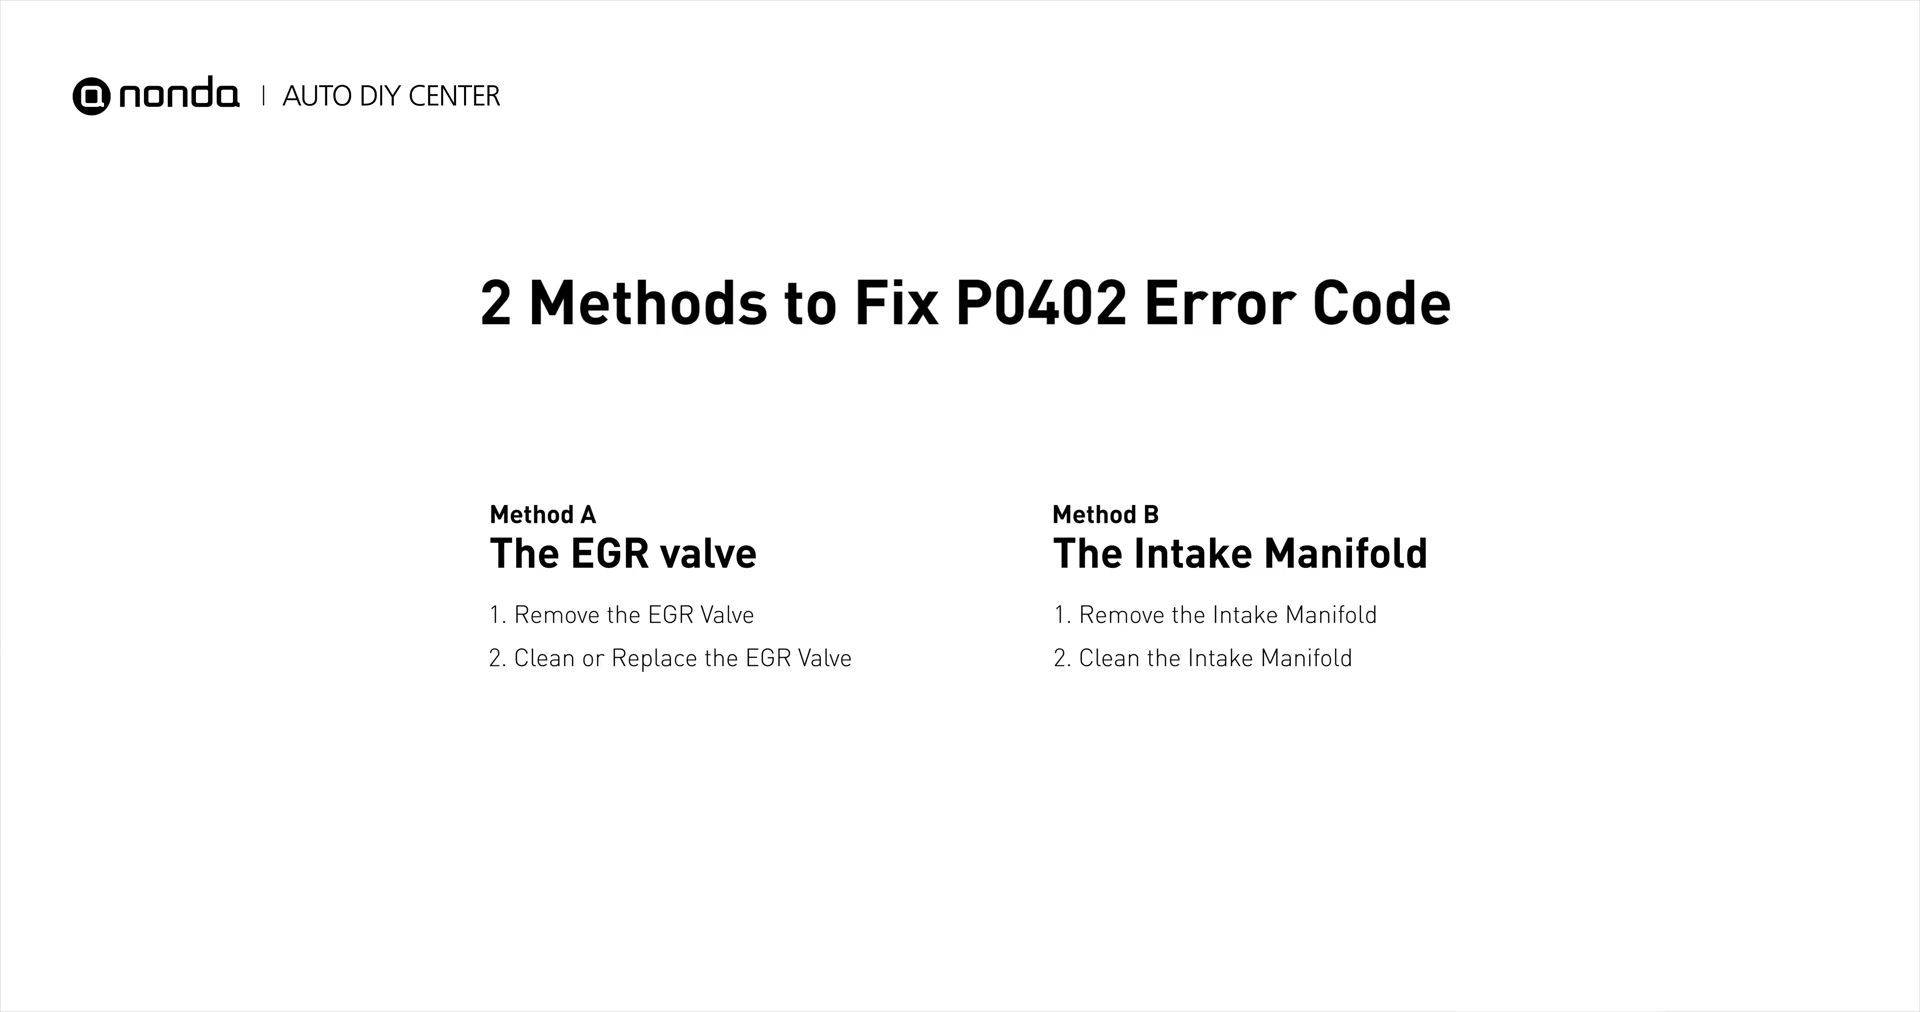 nonda | AUTO DIY CENTER
2 Methods to Fix P0402 Error Code
Method A
The EGR valve
1. Remove the EGR Valve
2. Clean or Replace the EGR Valve
Method B
The Intake Manifold
1. Remove the Intake Manifold
2. Clean the Intake Manifold